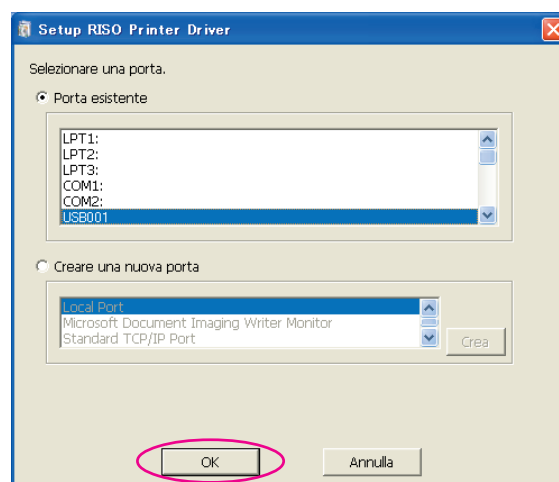 Setup RISO Printer Driver
Selezionare una porta.
Porta esistente
LPT1:
LPT2:
LPT3:
COM1:
COM2:
USB001
Creare una nuova porta
Local Port
Microsoft Document Imaging Writer Monitor
Standard TCP/IP Port
Crea
OK
Annulla